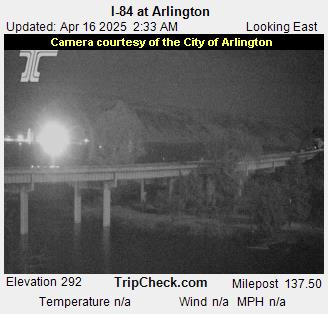 I-84 at Arlington
Updated: Apr 16 2025 2:33 AM Looking East
Camera courtesy of the City of Arlington
Elevation 292 TripCheck.com Milepost 137.50
Temperature n/a Wind n/a MPH n/a